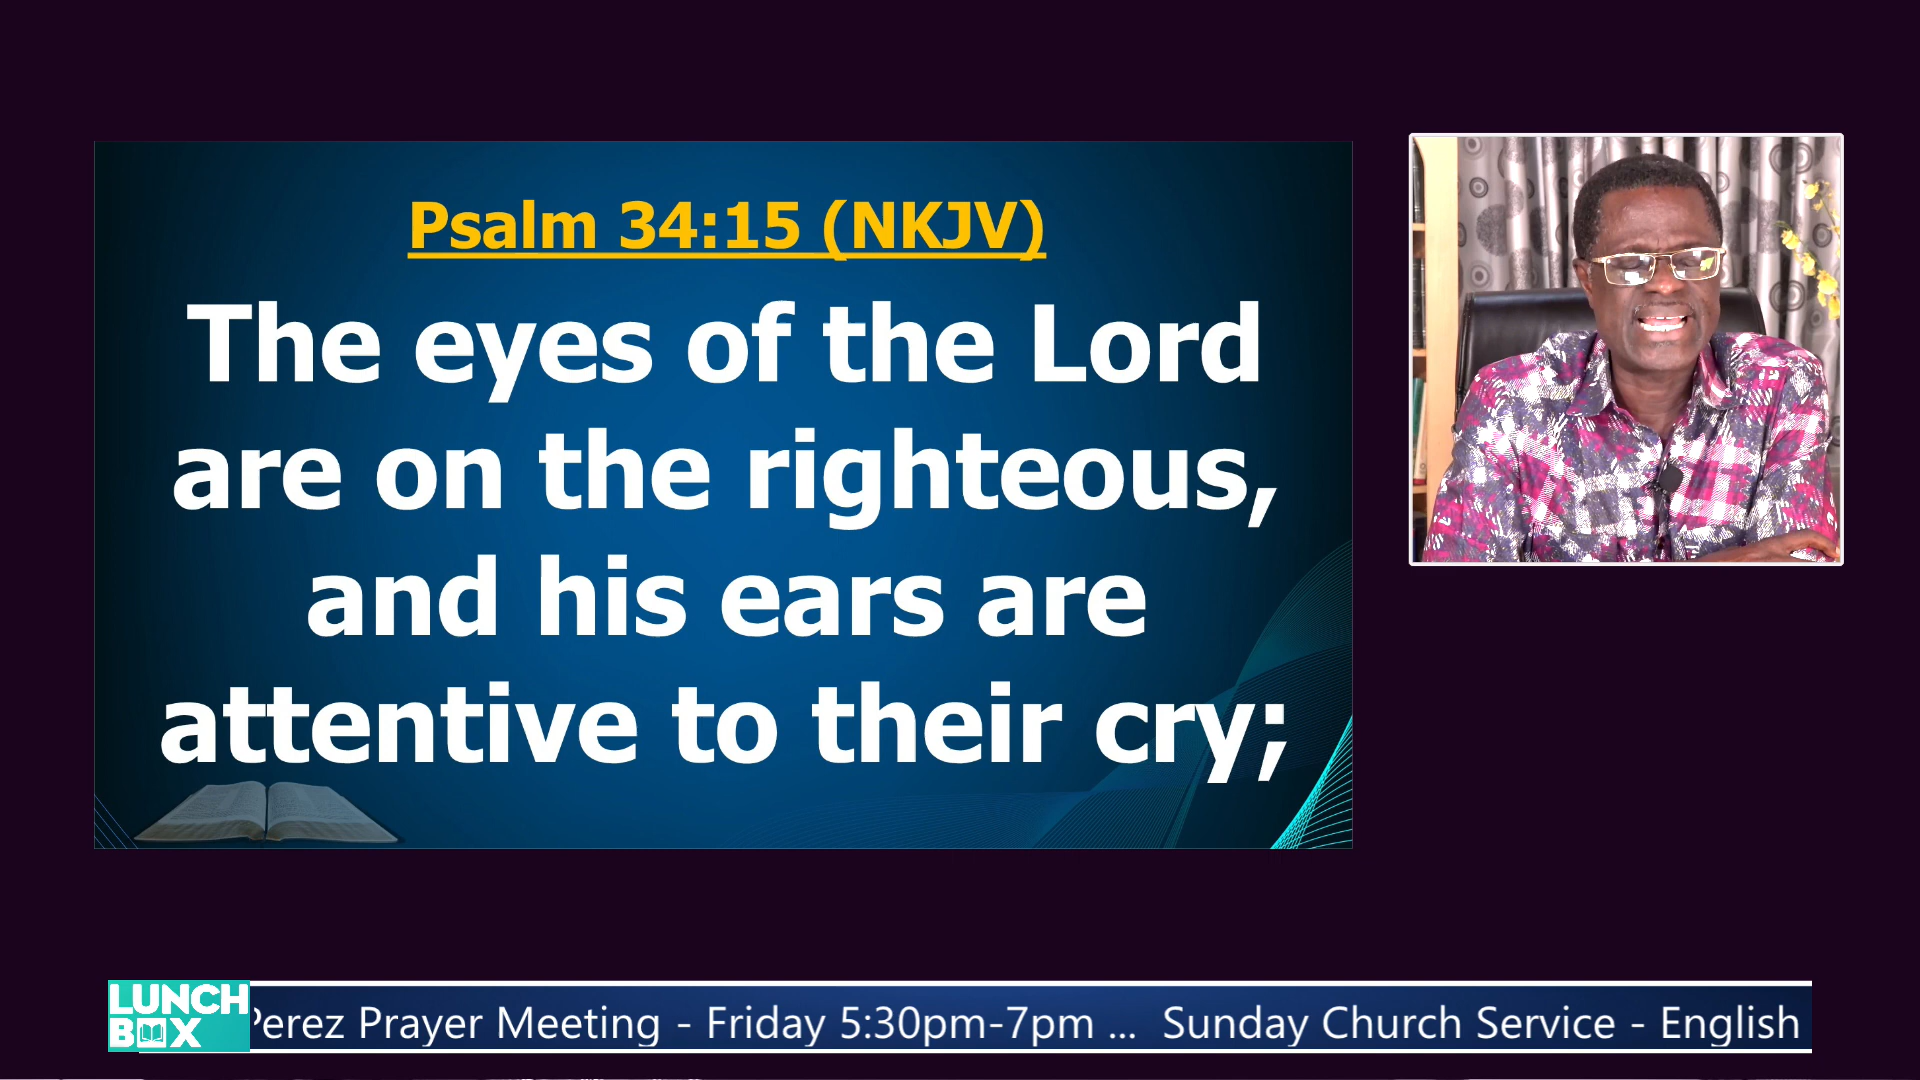 Psalm 34:15 (NKJV)
The eyes of the Lord
are on the righteous,
and his ears are
attentive to their cry;
LUNCH
BOX
Perez Prayer Meeting - Friday 5:30pm-7pm ... Sunday Church Service - English